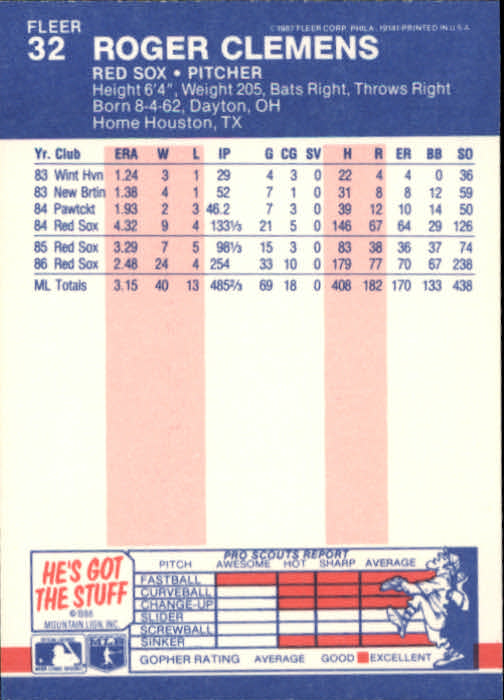 FLEER
32 ROGER CLEMENS
©1987 FLEER CORP., PHILA., 19141-PRINTED IN U.S.A.
RED SOX • PITCHER
Height 6'4", Weight 205, Bats Right, Throws Right
Born 8-4-62, Dayton, OH
Home Houston, TX
Yr. Club ERA W L IP G CG SV H R ER BB SO
83 Wint Hvn 1.24 3 1 29 4 3 0 22 4 4 0 36
83 New Brtin 1.38 4 1 52 7 1 0 31 8 8 12 59
84 Pawtckt 1.93 2 3 46.2 7 3 0 39 12 10 14 50
84 Red Sox 4.32 9 4 133⅓ 21 5 0 146 67 64 29 126
85 Red Sox 3.29 7 5 98⅓ 15 3 0 83 38 36 37 74
86 Red Sox 2.48 24 4 254 33 10 0 179 77 70 67 238
ML Totals 3.15 40 13 485⅔ 69 18 0 408 182 170 133 438
HE'S GOT
THE STUFF
©1986
MOUNTAIN LION, INC.
PRO SCOUTS REPORT
PITCH AWESOME HOT SHARP AVERAGE
FASTBALL
CURVEBALL
CHANGE-UP
SLIDER
SCREWBALL
SINKER
GOPHER RATING AVERAGE GOOD EXCELLENT